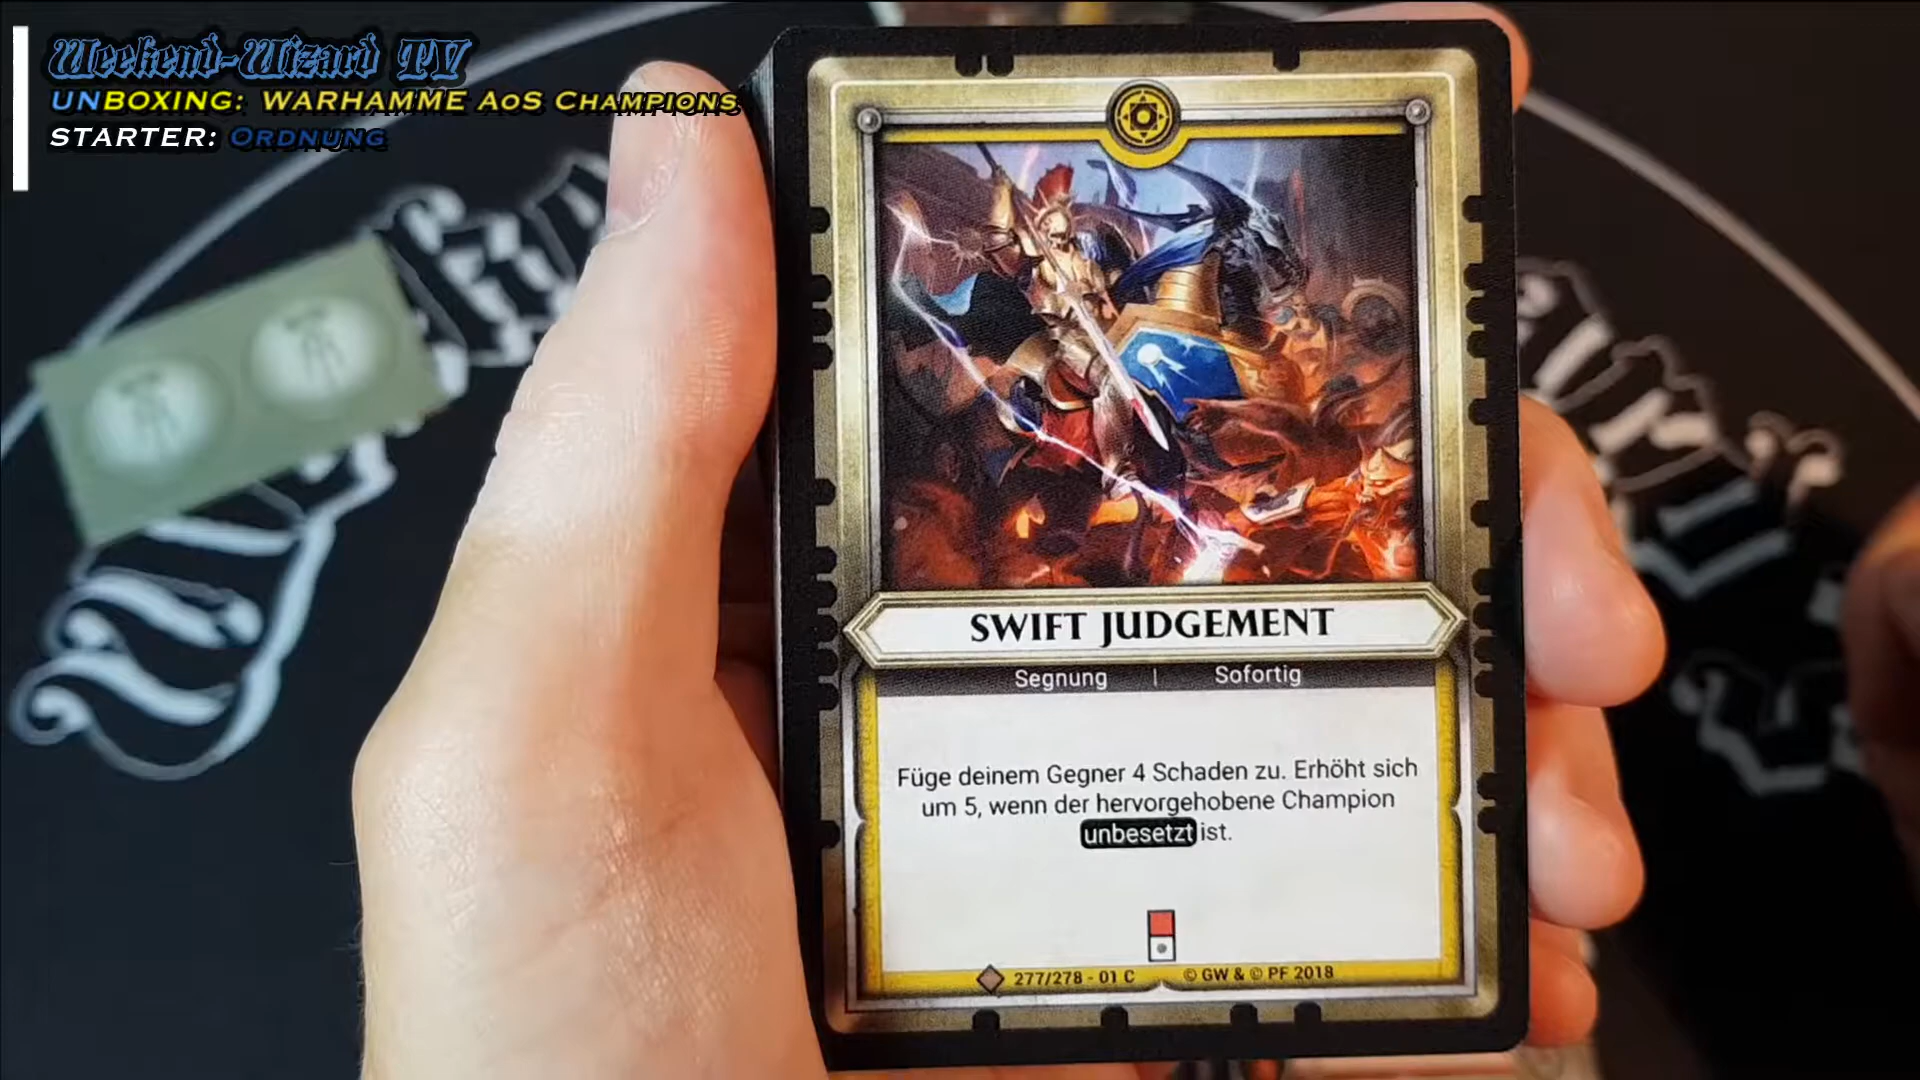 Weekend-Wizard TV
UNBOXING: WARHAMME AoS CHAMPIONS
STARTER: ORDNUNG
SWIFT JUDGEMENT
Segnung | Sofortig
Füge deinem Gegner 4 Schaden zu. Erhöht sich
um 5, wenn der hervorgehobene Champion
unbesetzt ist.
277/278 - 01 C © GW & © PF 2018